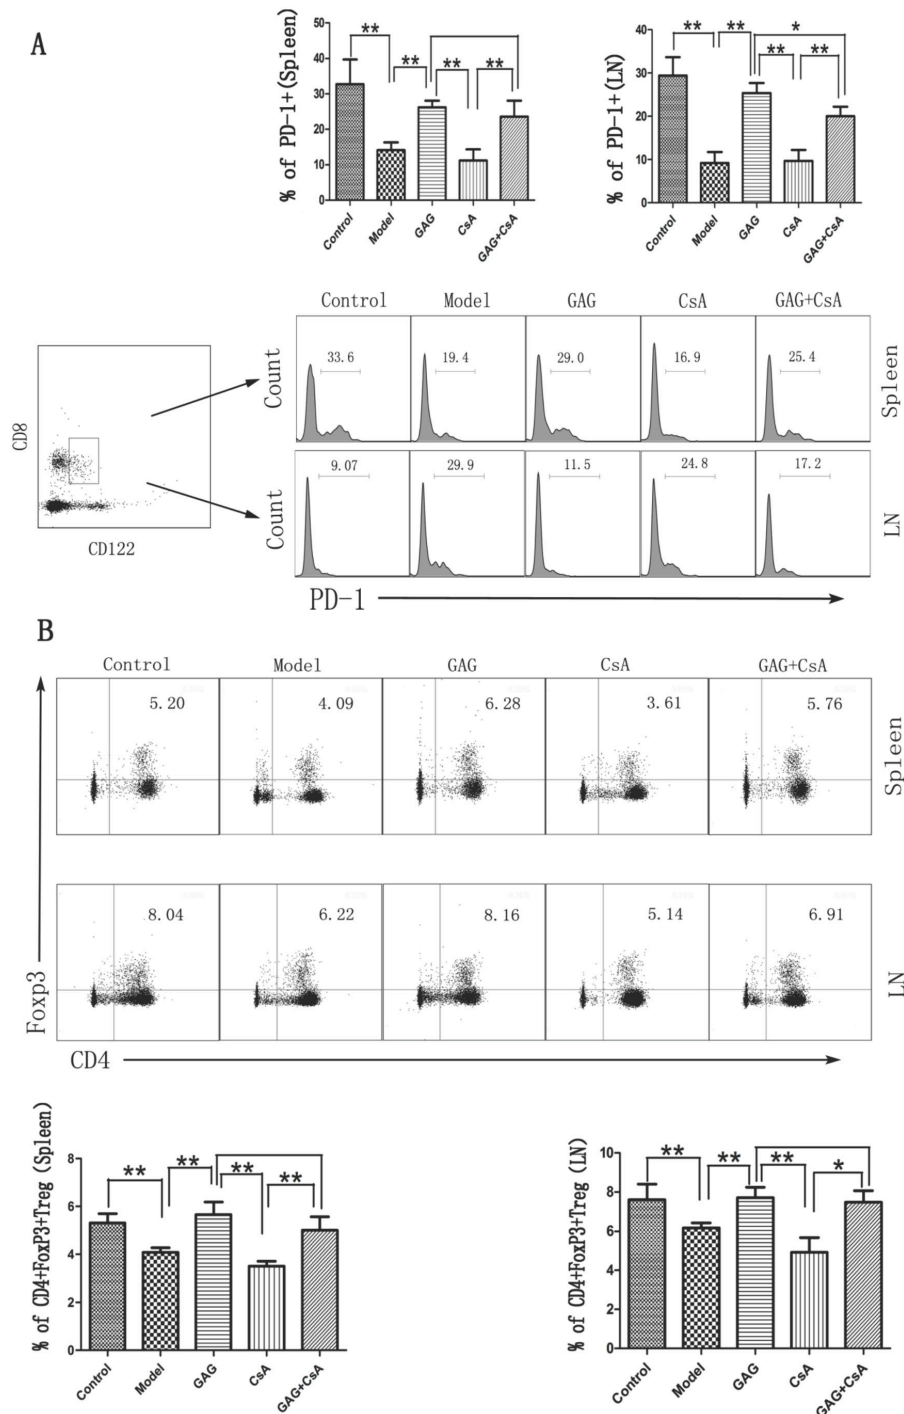 A
% of PD-1+(Spleen)
50
40
30
20
10
0
** ** ** **
Control
Model
GAG
CsA
GAG+CsA
% of PD-1+(LN)
40
30
20
10
0
** ** * ** **
Control
Model
GAG
CsA
GAG+CsA
Control Model GAG CsA GAG+CsA
CD8
CD122
Count
33.6 19.4 29.0 16.9 25.4
Spleen
Count
9.07 29.9 11.5 24.8 17.2
LN
PD-1
B
Control Model GAG CsA GAG+CsA
5.20 4.09 6.28 3.61 5.76
Spleen
8.04 6.22 8.16 5.14 6.91
LN
Foxp3
CD4
% of CD4+FoxP3+Treg (Spleen)
8
6
4
2
0
** ** ** **
Control
Model
GAG
CsA
GAG+CsA
% of CD4+FoxP3+Treg (LN)
10
8
6
4
2
0
** ** ** *
Control
Model
GAG
CsA
GAG+CsA